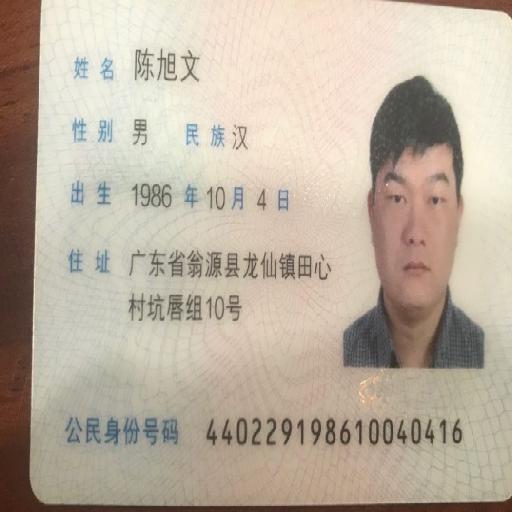 姓名 陈旭文
性别 男 民族 汉
出生 1986 年 10 月 4 日
住址 广东省翁源县龙仙镇田心
村坑唇组10号
公民身份号码 440229198610040416